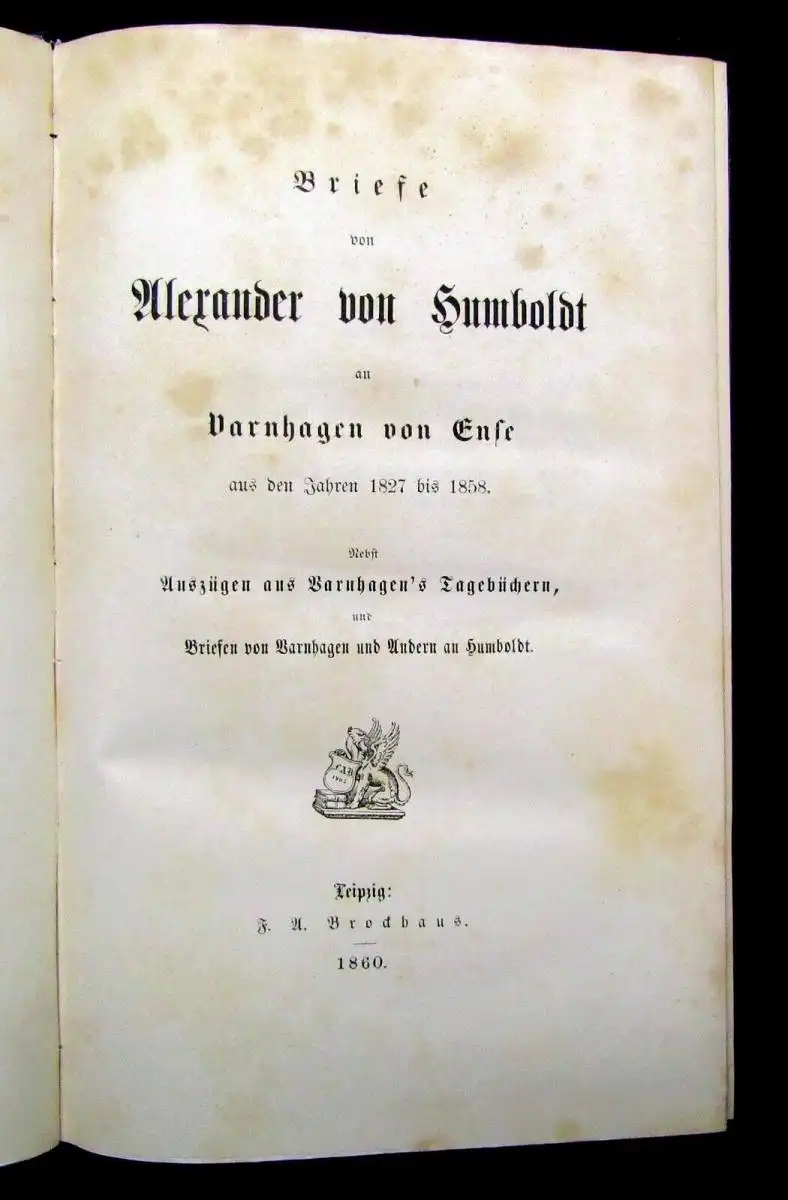 Briefe
von
Alexander von Humboldt
an
Varnhagen von Ense
aus den Jahren 1827 bis 1858.
Nebst
Auszügen aus Varnhagen's Tagebüchern,
und
Briefen von Varnhagen und Andern an Humboldt.
F.A.B.
Leipzig:
F. A. Brockhaus.
1860.